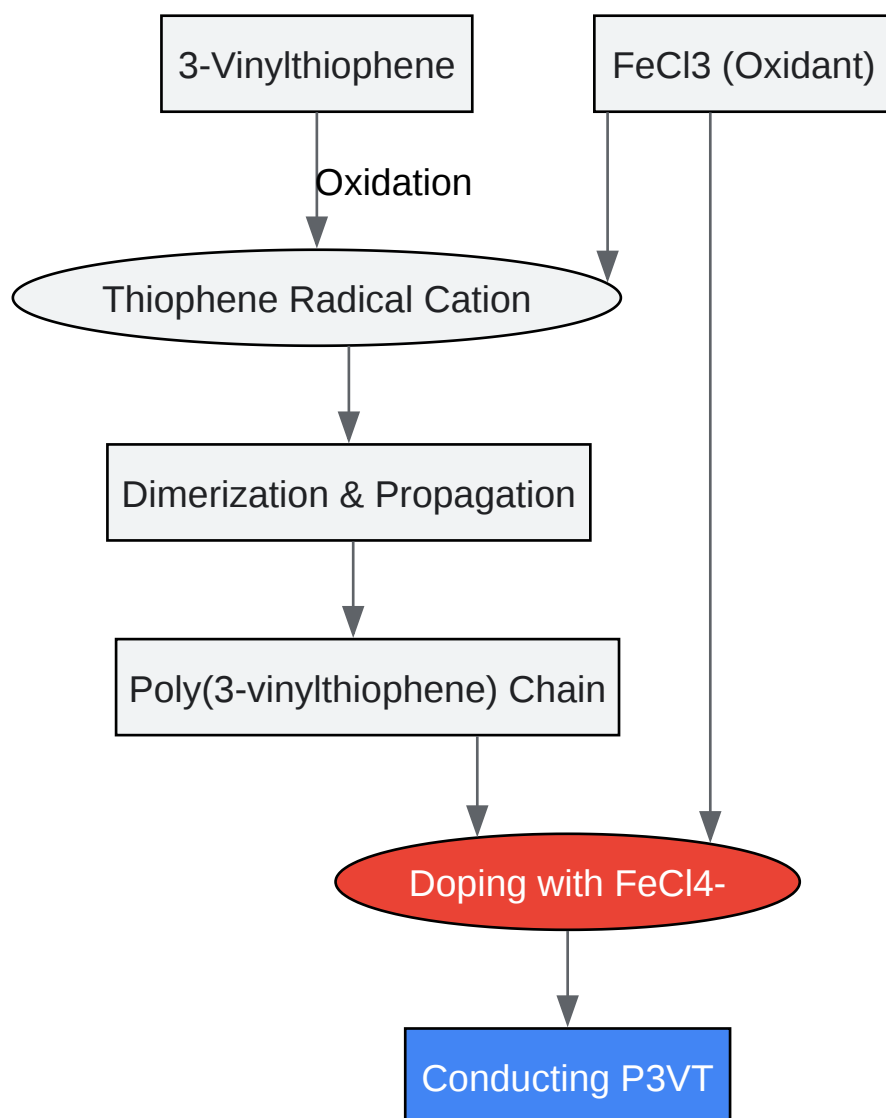 3-Vinylthiophene
FeCl3 (Oxidant)
Oxidation
Thiophene Radical Cation
Dimerization & Propagation
Poly(3-vinylthiophene) Chain
Doping with FeCl4-
Conducting P3VT